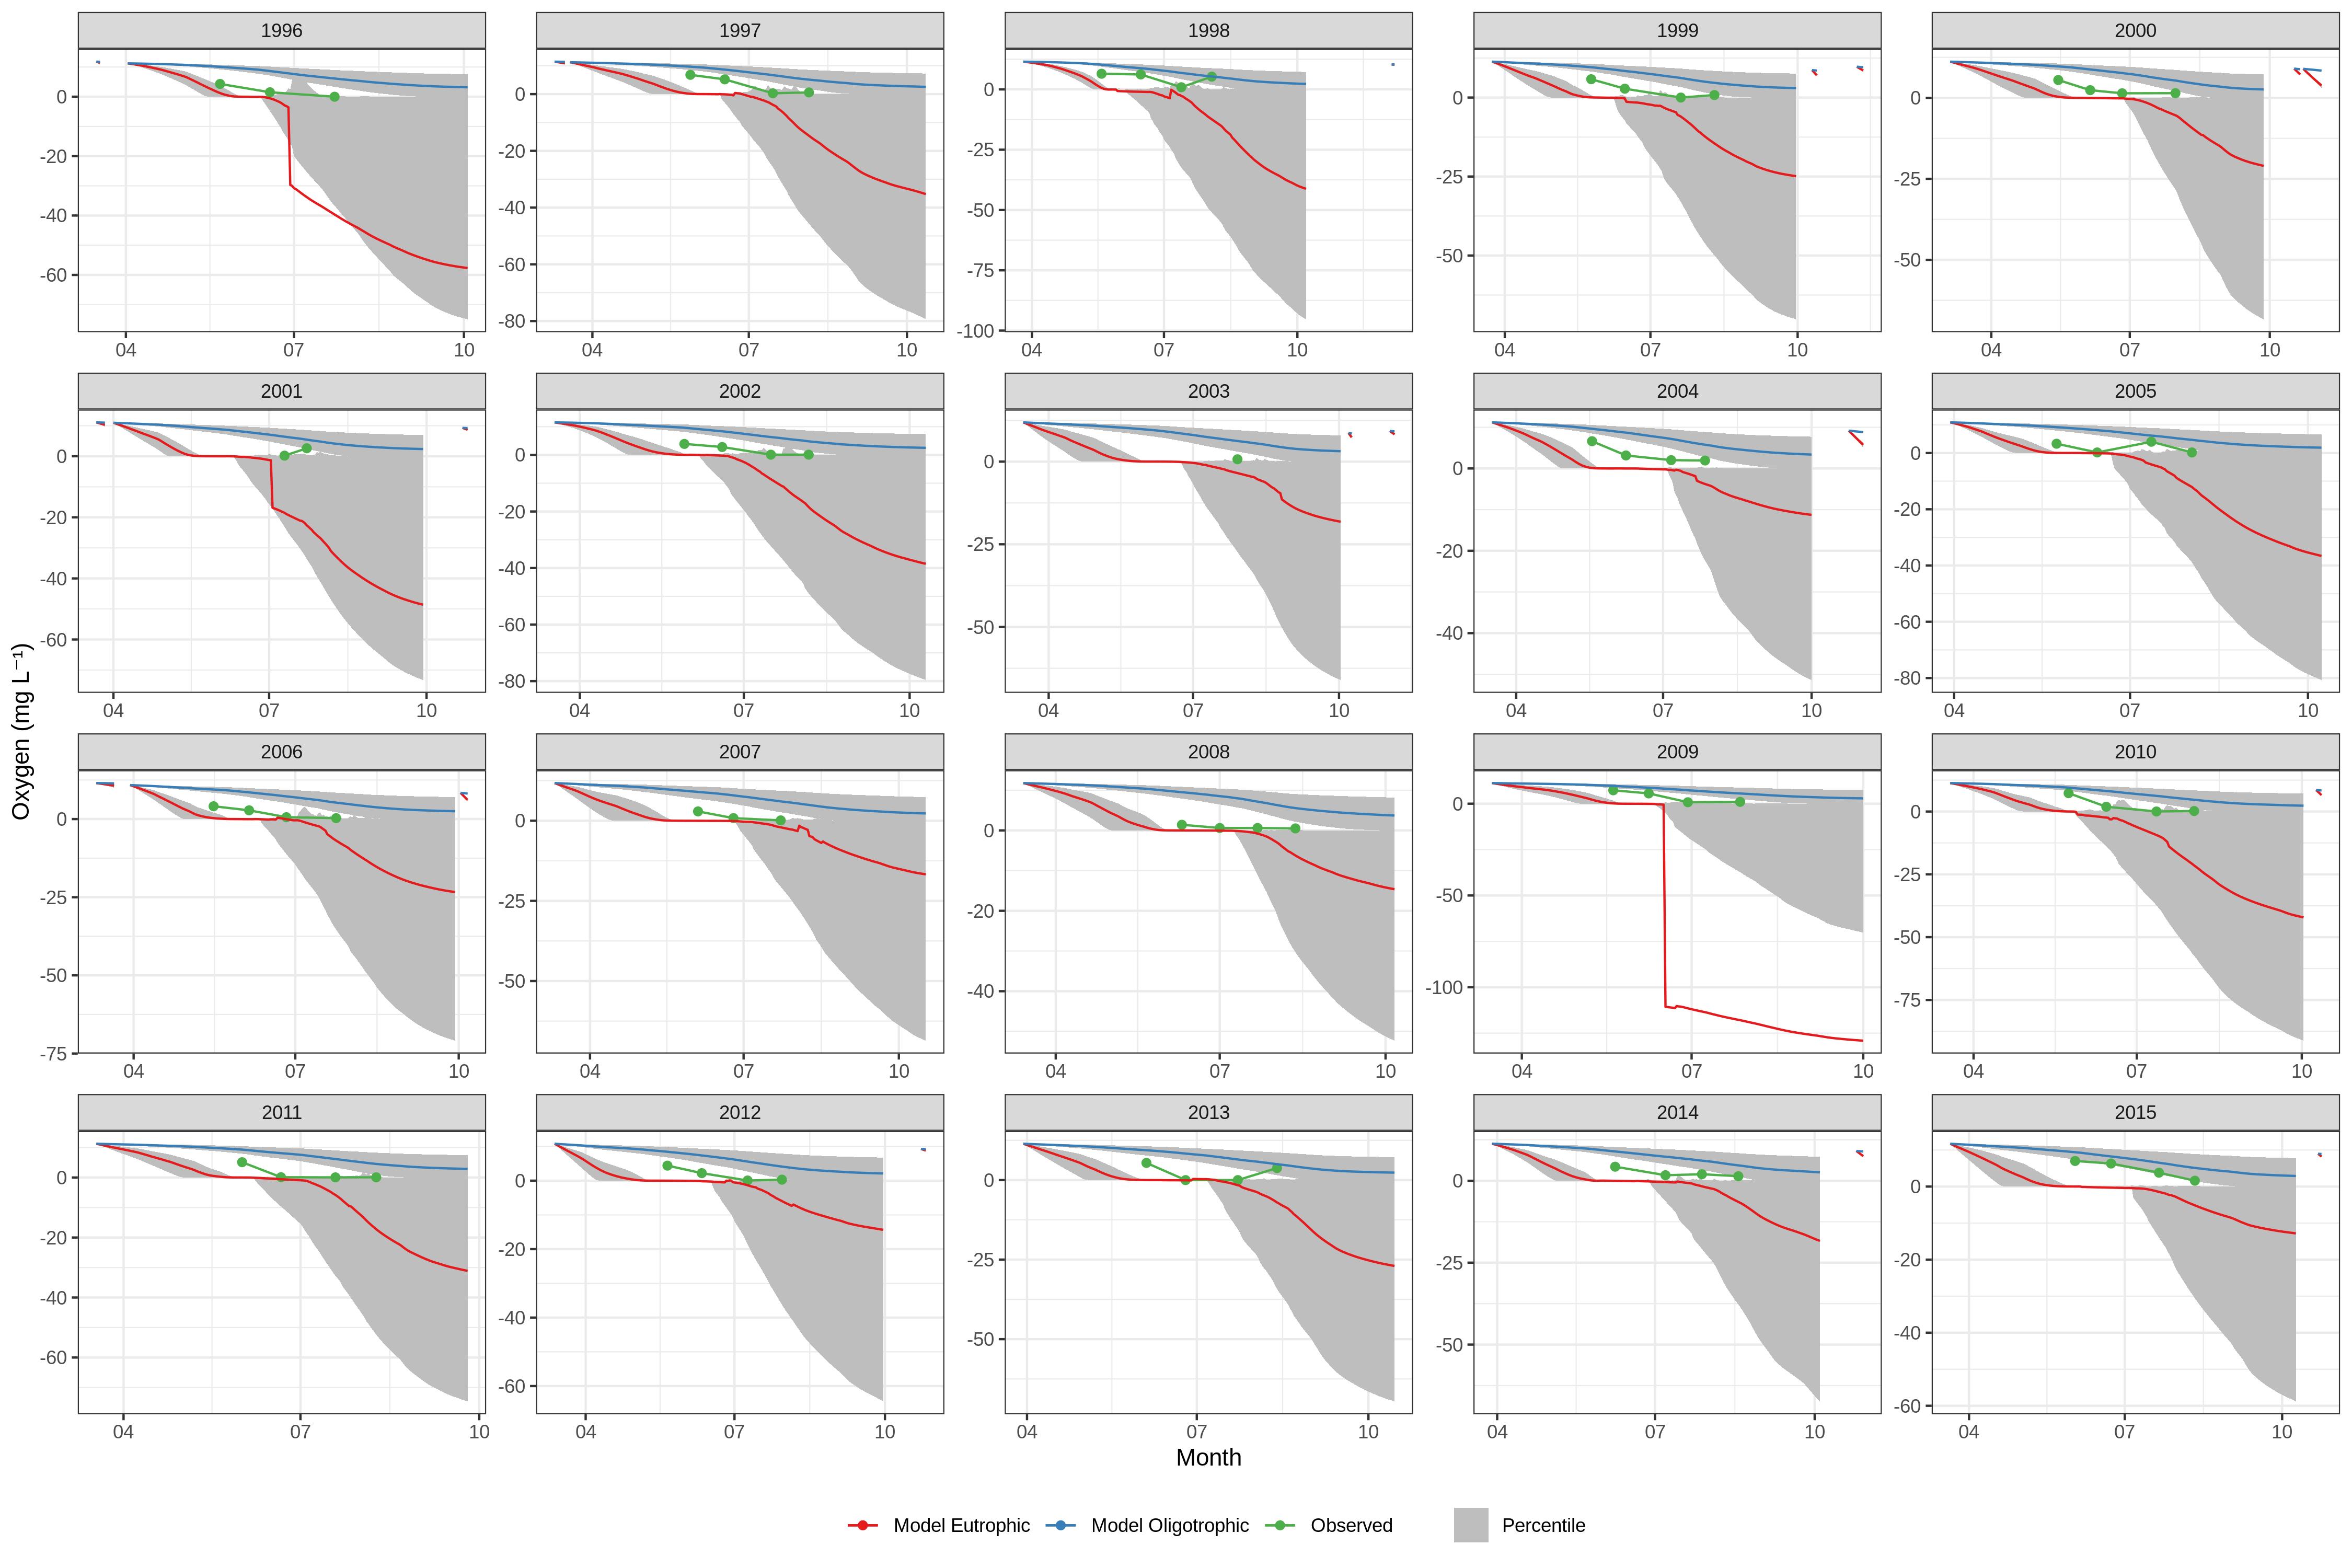 1996 1997 1998 1999 2000
0 0 0 0 0
-20 -20 -25 -25 -25
-40 -40 -50 -50 -50
-60 -60 -75
-80 -100
04 07 10 04 07 10 04 07 10 04 07 10 04 07 10
2001 2002 2003 2004 2005
0 0 0 0 0
-20 -20 -25 -20 -20
-40 -40 -50 -40 -40
-60 -60 -60
-80 -80
04 07 10 04 07 10 04 07 10 04 07 10 04 07 10
Oxygen (mg L⁻¹)
2006 2007 2008 2009 2010
0 0 0 0 0
-25 -25 -20 -50 -25
-50 -50 -40 -100 -50
-75 -75
04 07 10 04 07 10 04 07 10 04 07 10 04 07 10
2011 2012 2013 2014 2015
0 0 0 0 0
-20 -20 -25 -25 -20
-40 -40 -50 -50 -40
-60 -60 -60
04 07 10 04 07 10 04 07 10 04 07 10 04 07 10
Month
Model Eutrophic Model Oligotrophic Observed Percentile